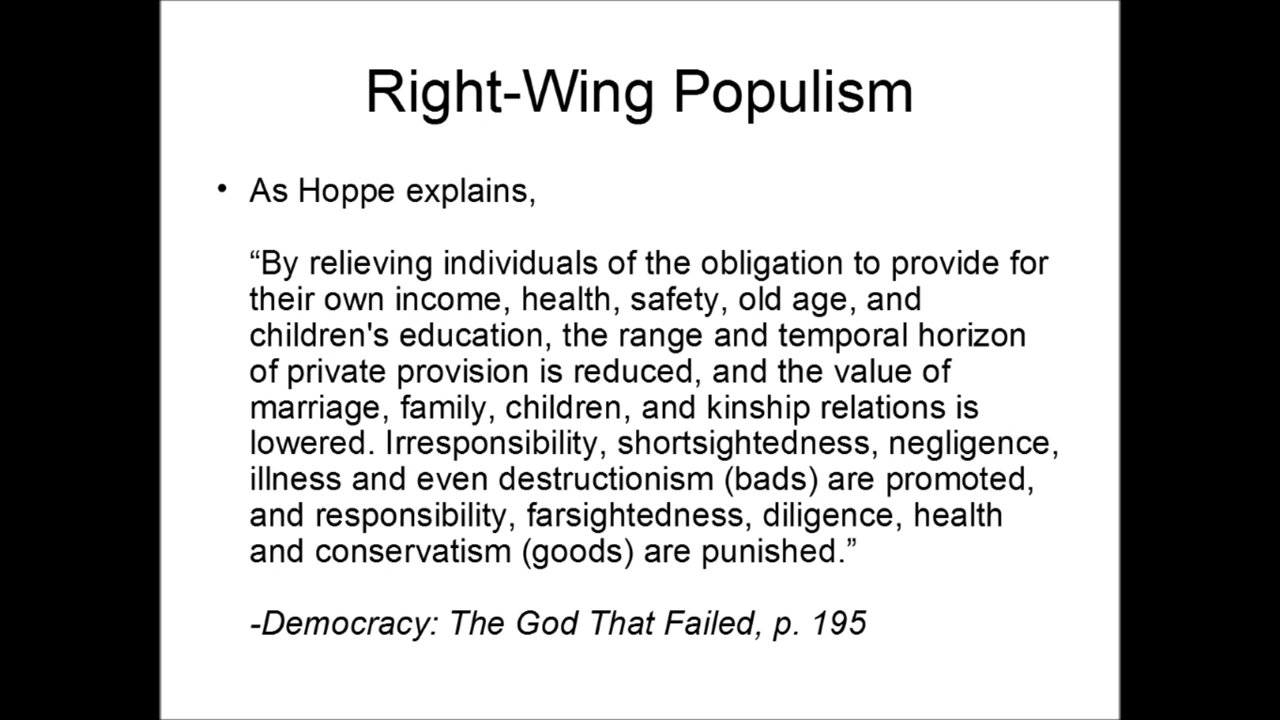 Right-Wing Populism
• As Hoppe explains,
“By relieving individuals of the obligation to provide for
their own income, health, safety, old age, and
children's education, the range and temporal horizon
of private provision is reduced, and the value of
marriage, family, children, and kinship relations is
lowered. Irresponsibility, shortsightedness, negligence,
illness and even destructionism (bads) are promoted,
and responsibility, farsightedness, diligence, health
and conservatism (goods) are punished.”
-Democracy: The God That Failed, p. 195